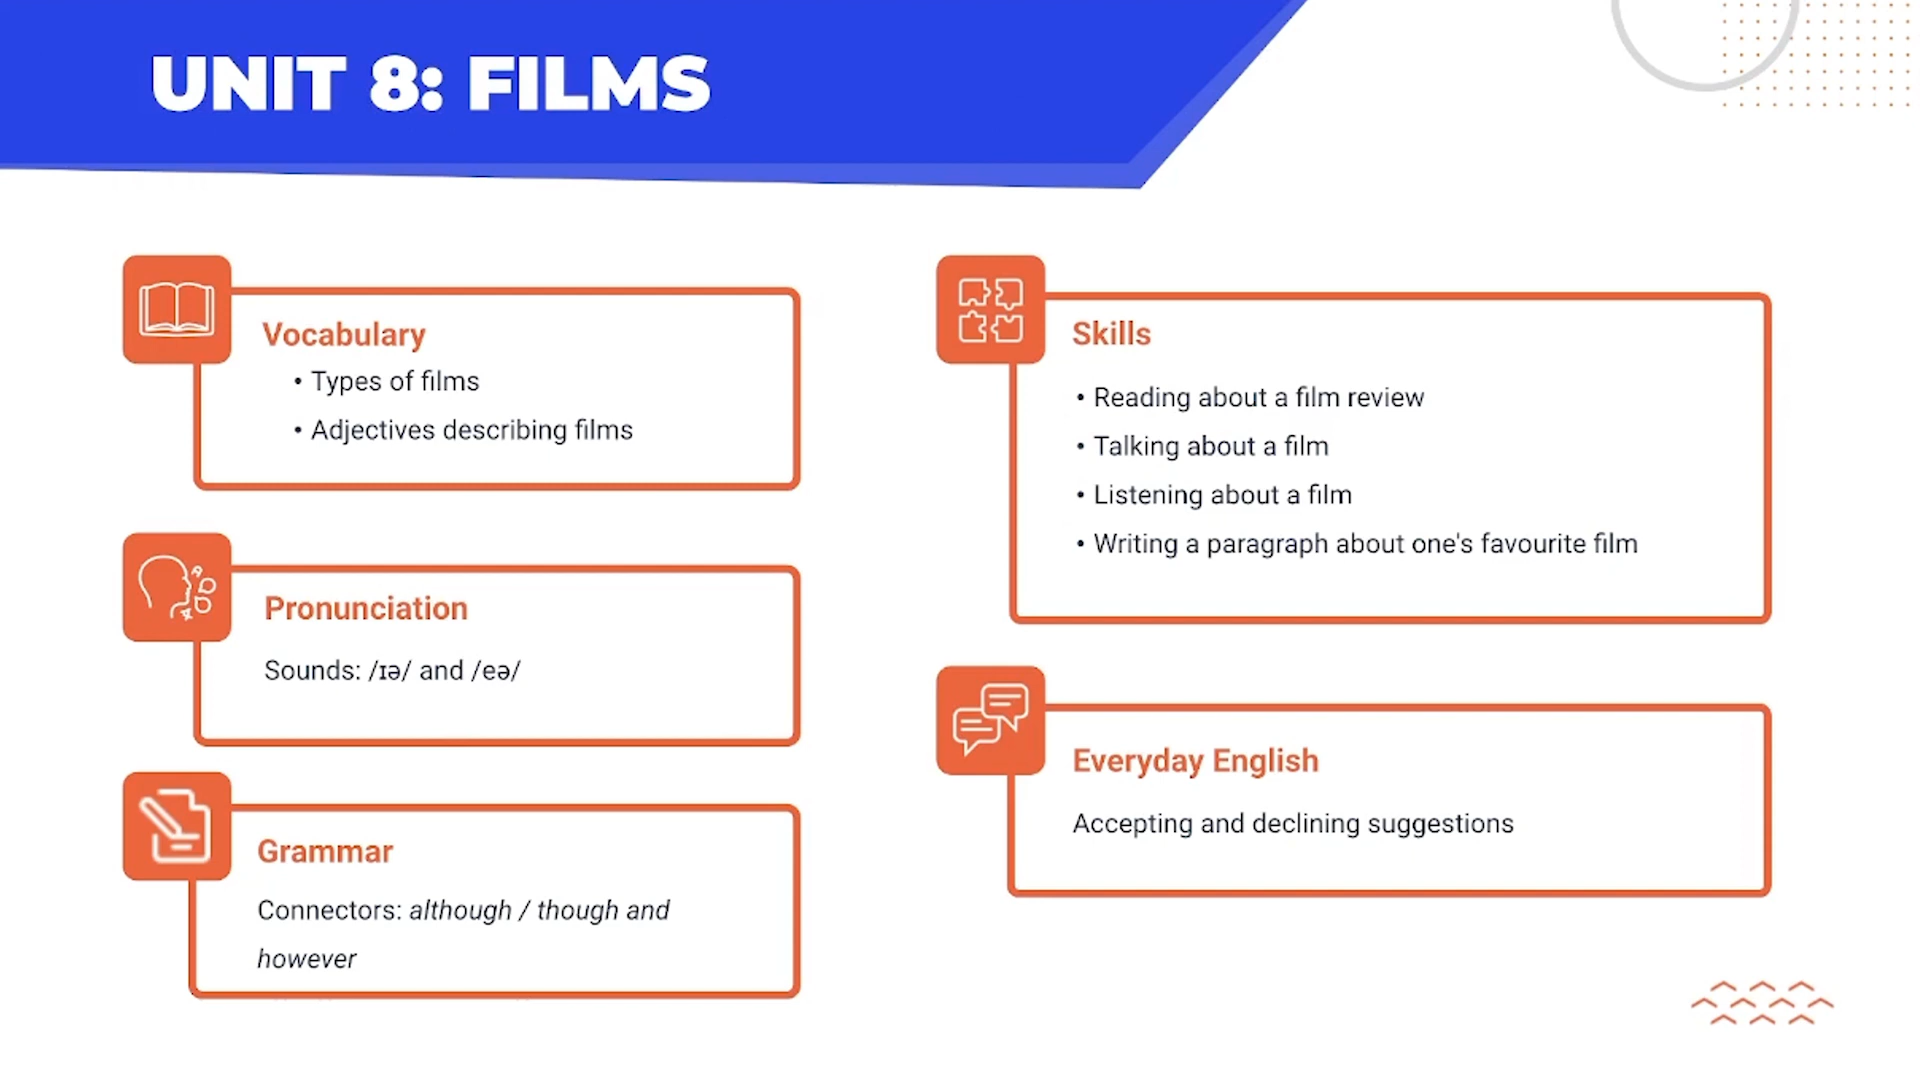 UNIT 8: FILMS
Vocabulary
• Types of films
• Adjectives describing films
Pronunciation
Sounds: /ɪə/ and /eə/
Grammar
Connectors: although / though and
however
Skills
• Reading about a film review
• Talking about a film
• Listening about a film
• Writing a paragraph about one's favourite film
Everyday English
Accepting and declining suggestions